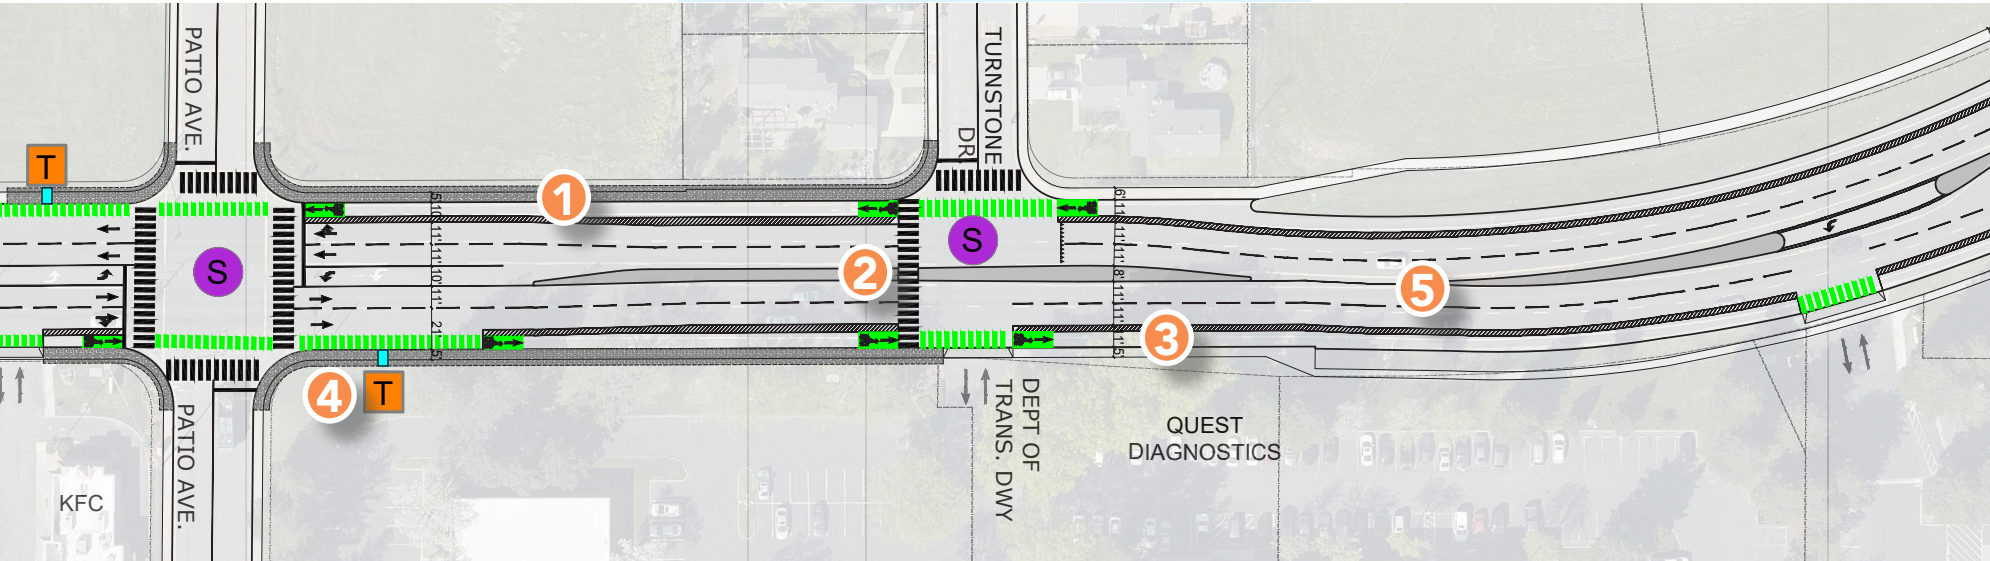 PATIO AVE.
TURNSTONE
DR
T
S
S
1
2
3
4
5
T
PATIO AVE.
KFC
DEPT OF
TRANS. DWY
QUEST
DIAGNOSTICS